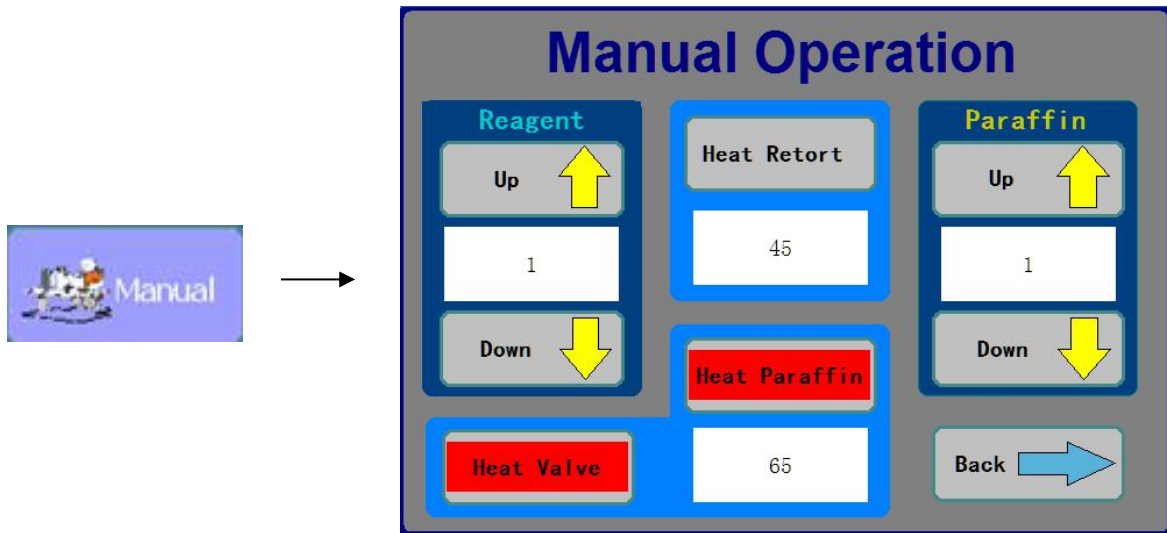 Manual
Manual Operation
Reagent
Up
1
Down
Heat Retort
45
Heat Paraffin
65
Heat Valve
Paraffin
Up
1
Down
Back